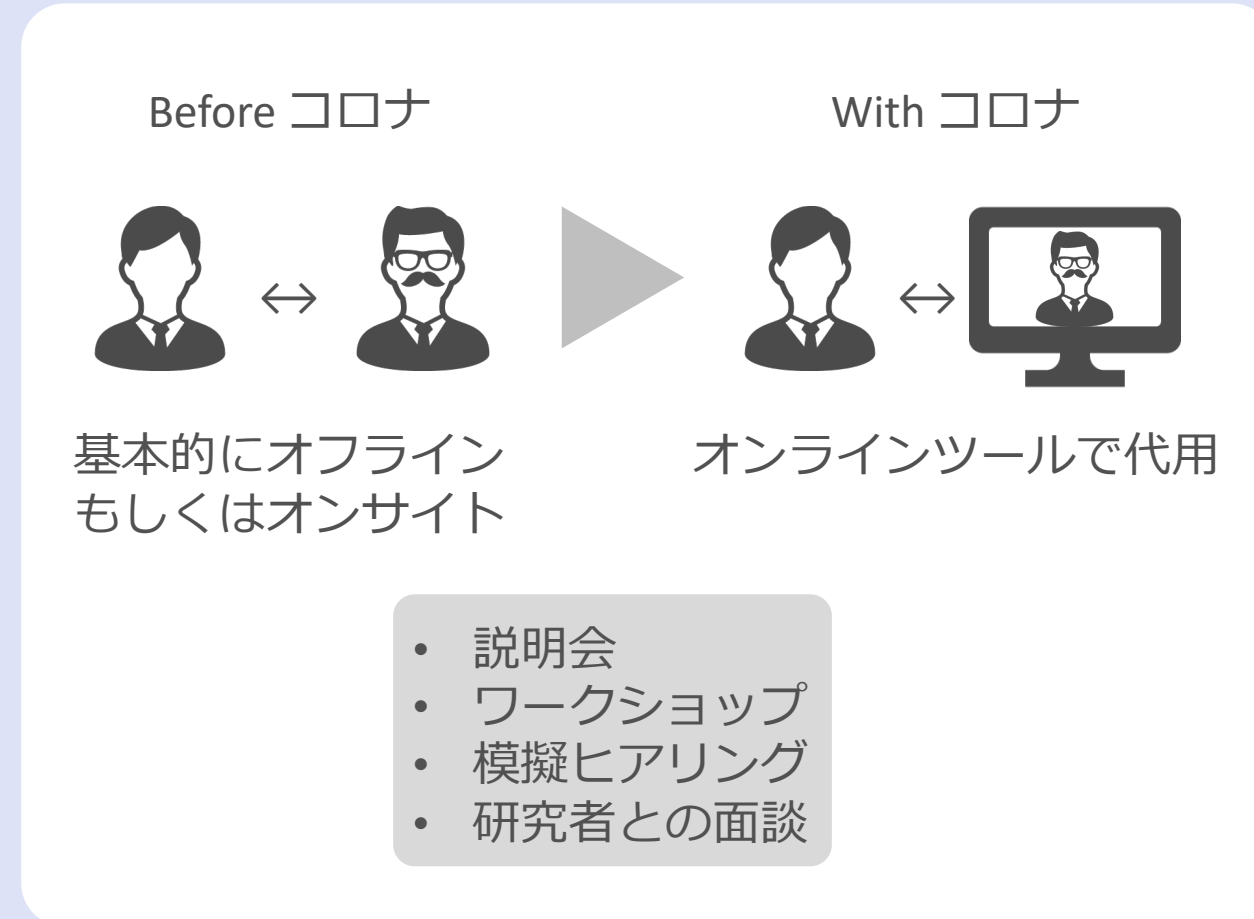 Before コロナ
With コロナ
基本的にオフライン
もしくはオンサイト
オンラインツールで代用
• 説明会
• ワークショップ
• 模擬ヒアリング
• 研究者との面談